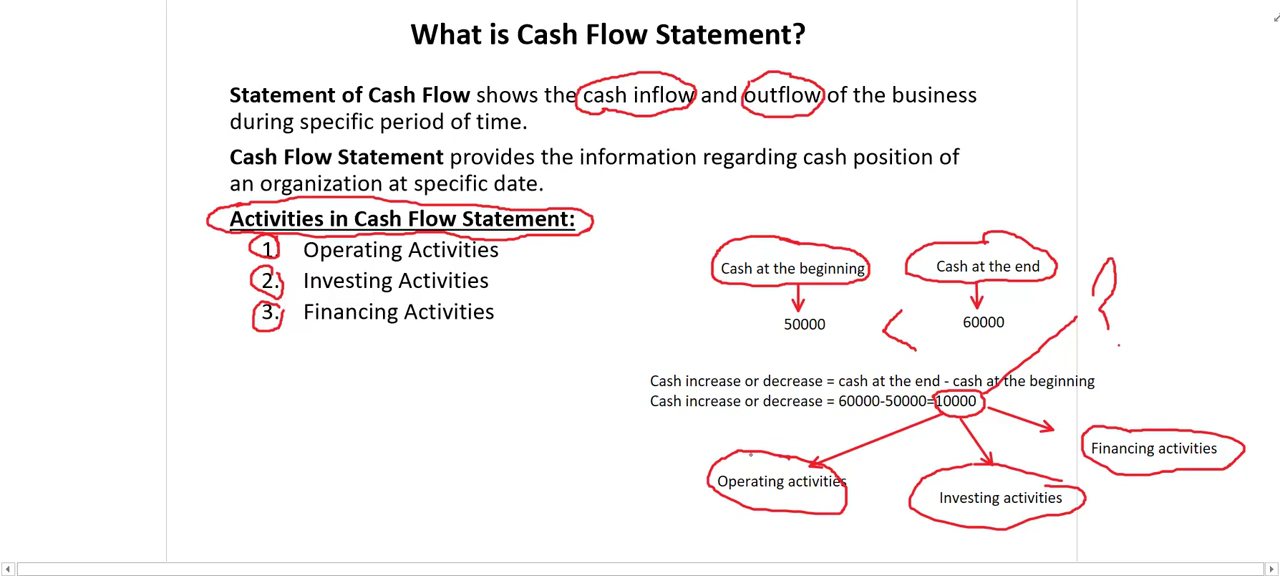 What is Cash Flow Statement?
Statement of Cash Flow shows the cash inflow and outflow of the business
during specific period of time.
Cash Flow Statement provides the information regarding cash position of
an organization at specific date.
Activities in Cash Flow Statement:
1. Operating Activities
2. Investing Activities
3. Financing Activities
Cash at the beginning
Cash at the end
50000
<
60000
?
Cash increase or decrease = cash at the end - cash at the beginning
Cash increase or decrease = 60000-50000=10000
Operating activities
Investing activities
Financing activities